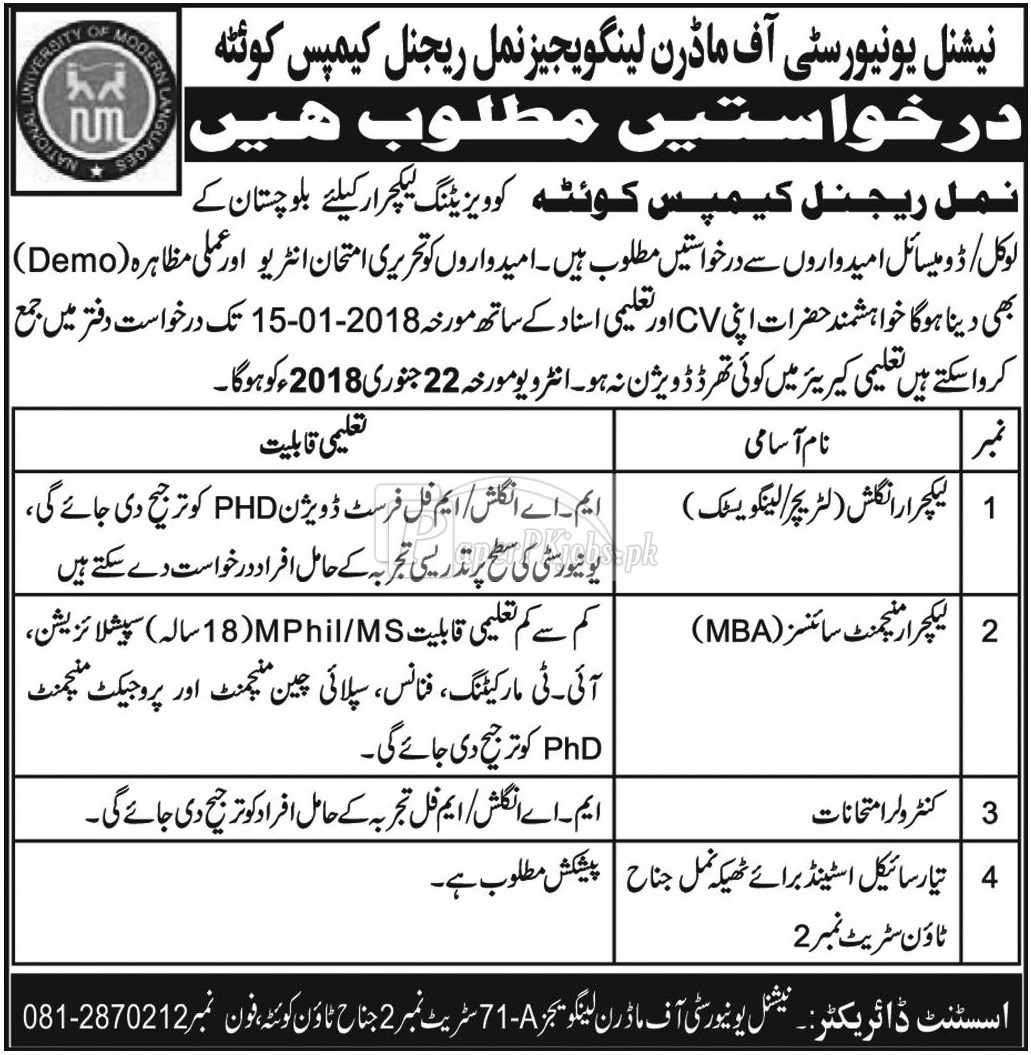 NATIONAL UNIVERSITY OF MODERN LANGUAGES
نیشنل یونیورسٹی آف ماڈرن لینگویجیز نمل ریجنل کیمپس کوئٹہ
درخواستیں مطلوب ھیں
نمل ریجنل کیمپس کوئٹہ کو ویزیٹنگ لیکچرار کیلئے بلوچستان کے
لوکل/ڈومیسائل امیدواروں سے درخواستیں مطلوب ہیں۔ امیدواروں کو تحریری امتحان انٹریو اور عملی مظاہرہ (Demo)
بھی دینا ہوگا خواہشمند حضرات اپنی CV اور تعلیمی اسناد کے ساتھ مورخہ 15-01-2018 تک درخواست دفتر میں جمع
کرواسکتے ہیں تعلیمی کیریئر میں کوئی تھرڈ ڈویژن نہ ہو۔ انٹرویو مورخہ 22 جنوری 2018ء کو ہوگا۔
نمبر نام آسامی تعلیمی قابلیت
1 لیکچرار انگلش (لٹریچر/لینگویسٹک) ایم۔اے انگلش/ایم فل فرسٹ ڈویژن PHD کو ترجیح دی جائے گی،
یونیورسٹی کی سطح پر تدریسی تجربہ کے حامل افراد درخواست دے سکتے ہیں
2 لیکچرار منیجمنٹ سائنسز (MBA) کم سے کم تعلیمی قابلیت MPhil/MS (18 سالہ) سپیشلائزیشن،
آئی۔ٹی مارکیٹنگ، فنانس، سپلائی چین منیجمنٹ اور پروجیکٹ منیجمنٹ
PhD کو ترجیح دی جائے گی۔
3 کنٹرولر امتحانات ایم۔اے انگلش/ایم فل تجربہ کے حامل افراد کو ترجیح دی جائے گی۔
4 تیار سائیکل اسٹینڈ برائے ٹھیکہ نمل جناح پیشکش مطلوب ہے۔
ٹاؤن سٹریٹ نمبر 2
PaperPKjobs.pk
اسسٹنٹ ڈائریکٹر:۔ نیشنل یونیورسٹی آف ماڈرن لینگویجز 71-A سٹریٹ نمبر 2 جناح ٹاؤن کوئٹہ، فون نمبر 081-2870212